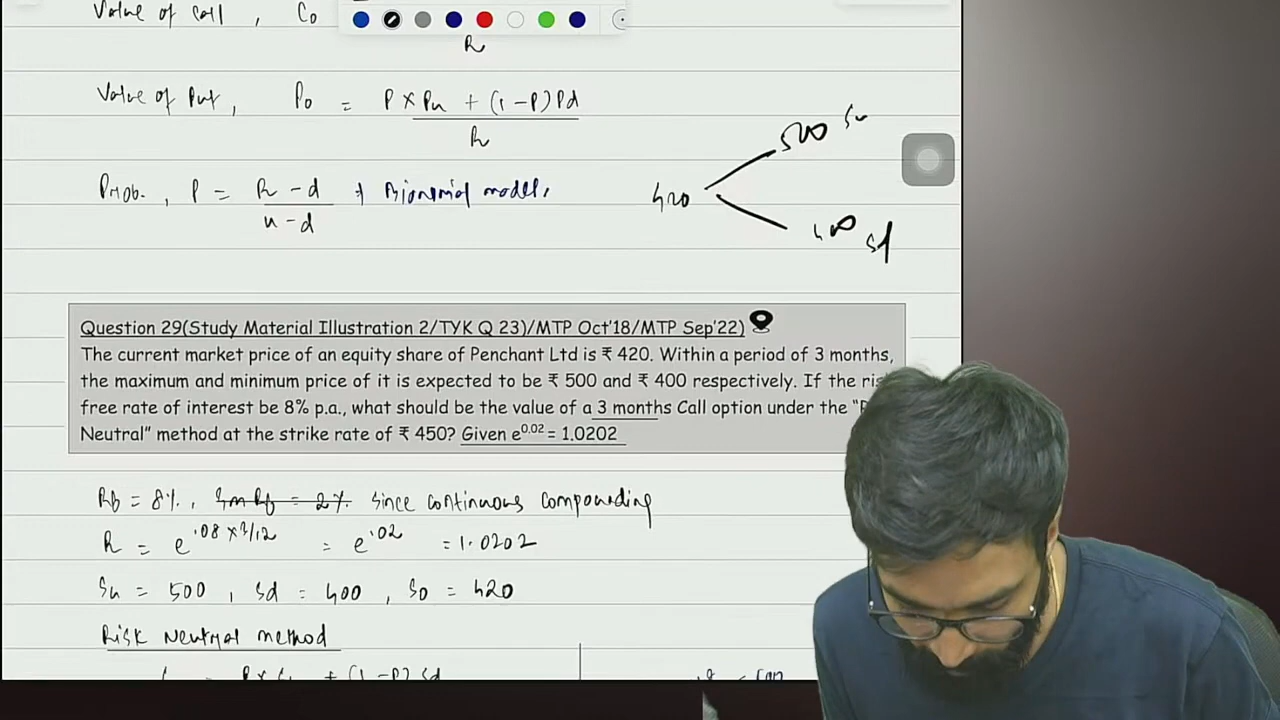 Value of Call , C₀
R
Value of Put, P₀ = P × Pu + (1-P)Pd
R
Prob. , P = R - d
u - d
Binomial model.
420
500 Su
400 Sd
Question 29(Study Material Illustration 2/TYK Q 23)/MTP Oct'18/MTP Sep'22)
The current market price of an equity share of Penchant Ltd is ₹ 420. Within a period of 3 months,
the maximum and minimum price of it is expected to be ₹ 500 and ₹ 400 respectively. If the
free rate of interest be 8% p.a., what should be the value of a 3 months Call option under the
Neutral" method at the strike rate of ₹ 450? Given e^0.02 = 1.0202
Rf = 8%, 3m Rf = 2% since continuous compounding
R = e^.08×3/12 = e^.02 = 1.0202
Su = 500 , Sd = 400 , S0 = 420
Risk Neutral method